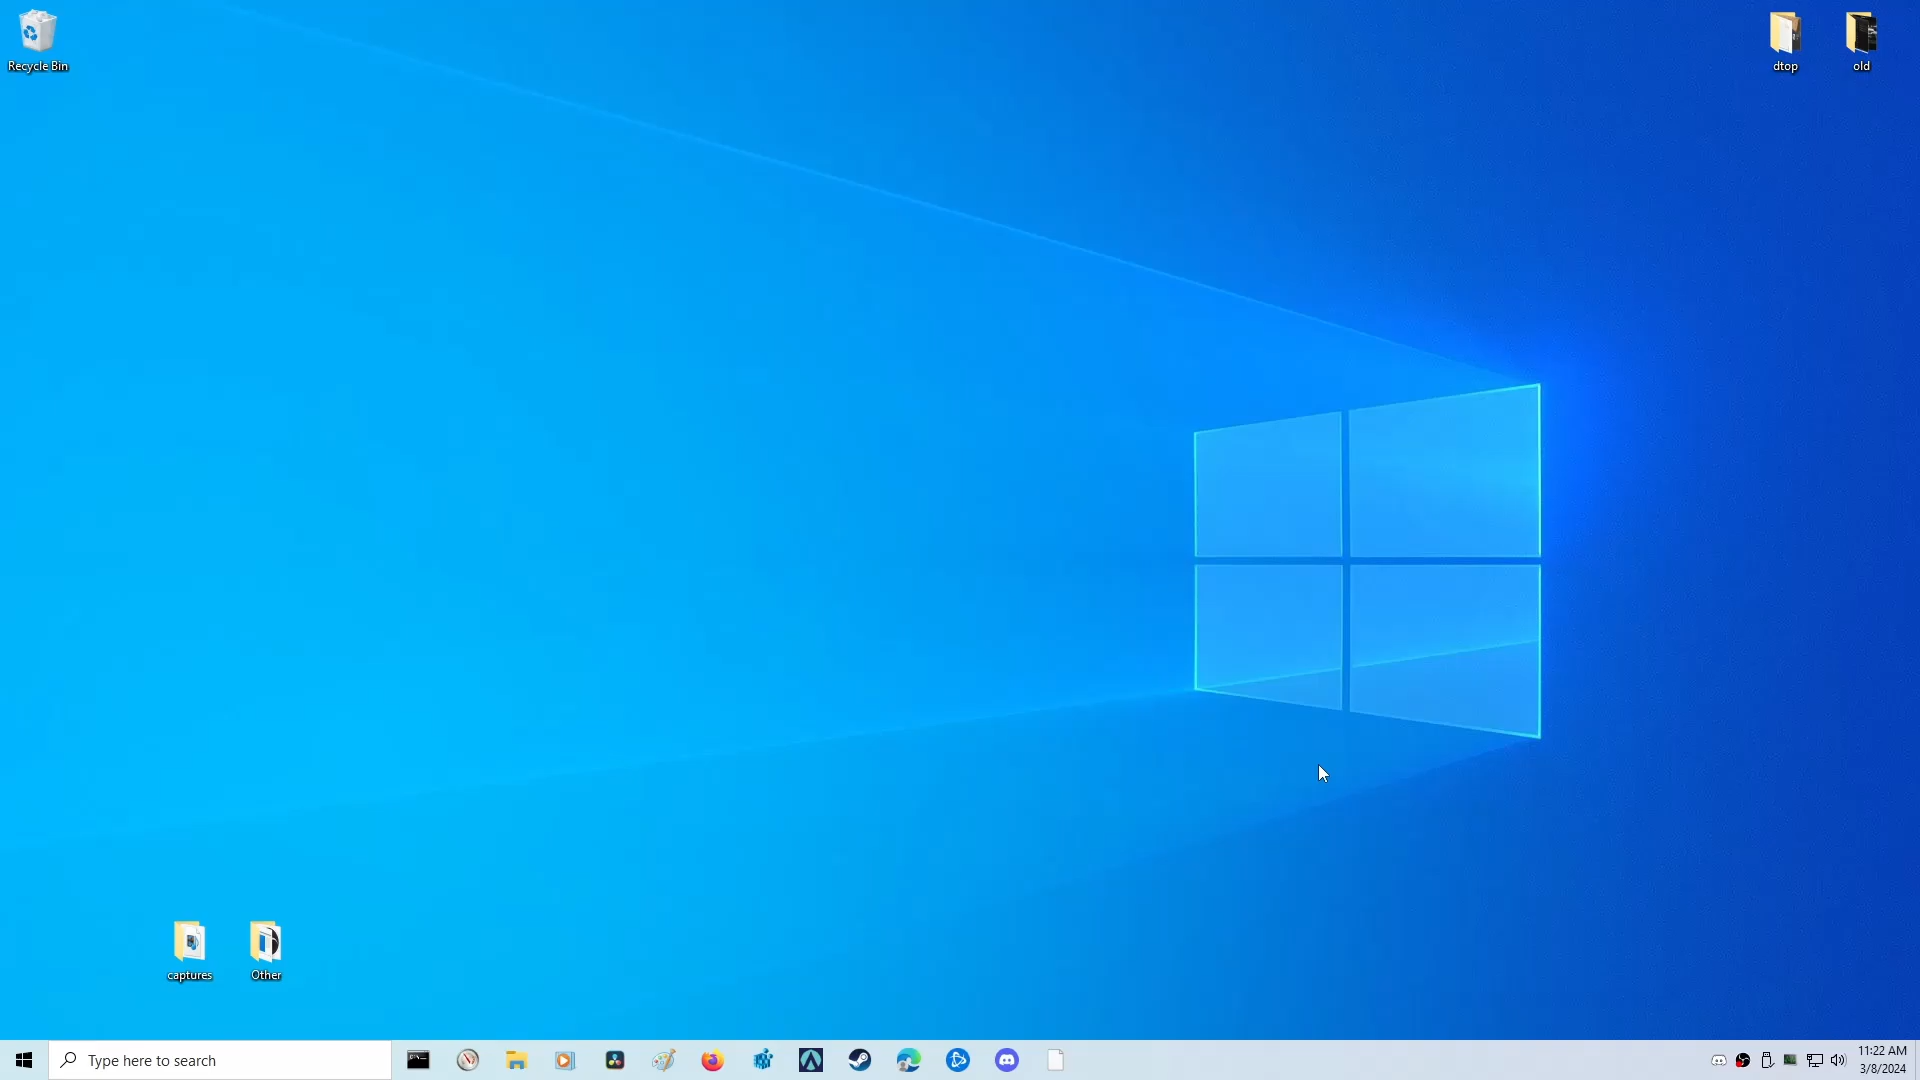 Recycle Bin
dtop
old
captures
Other
Type here to search
11:22 AM
3/8/2024